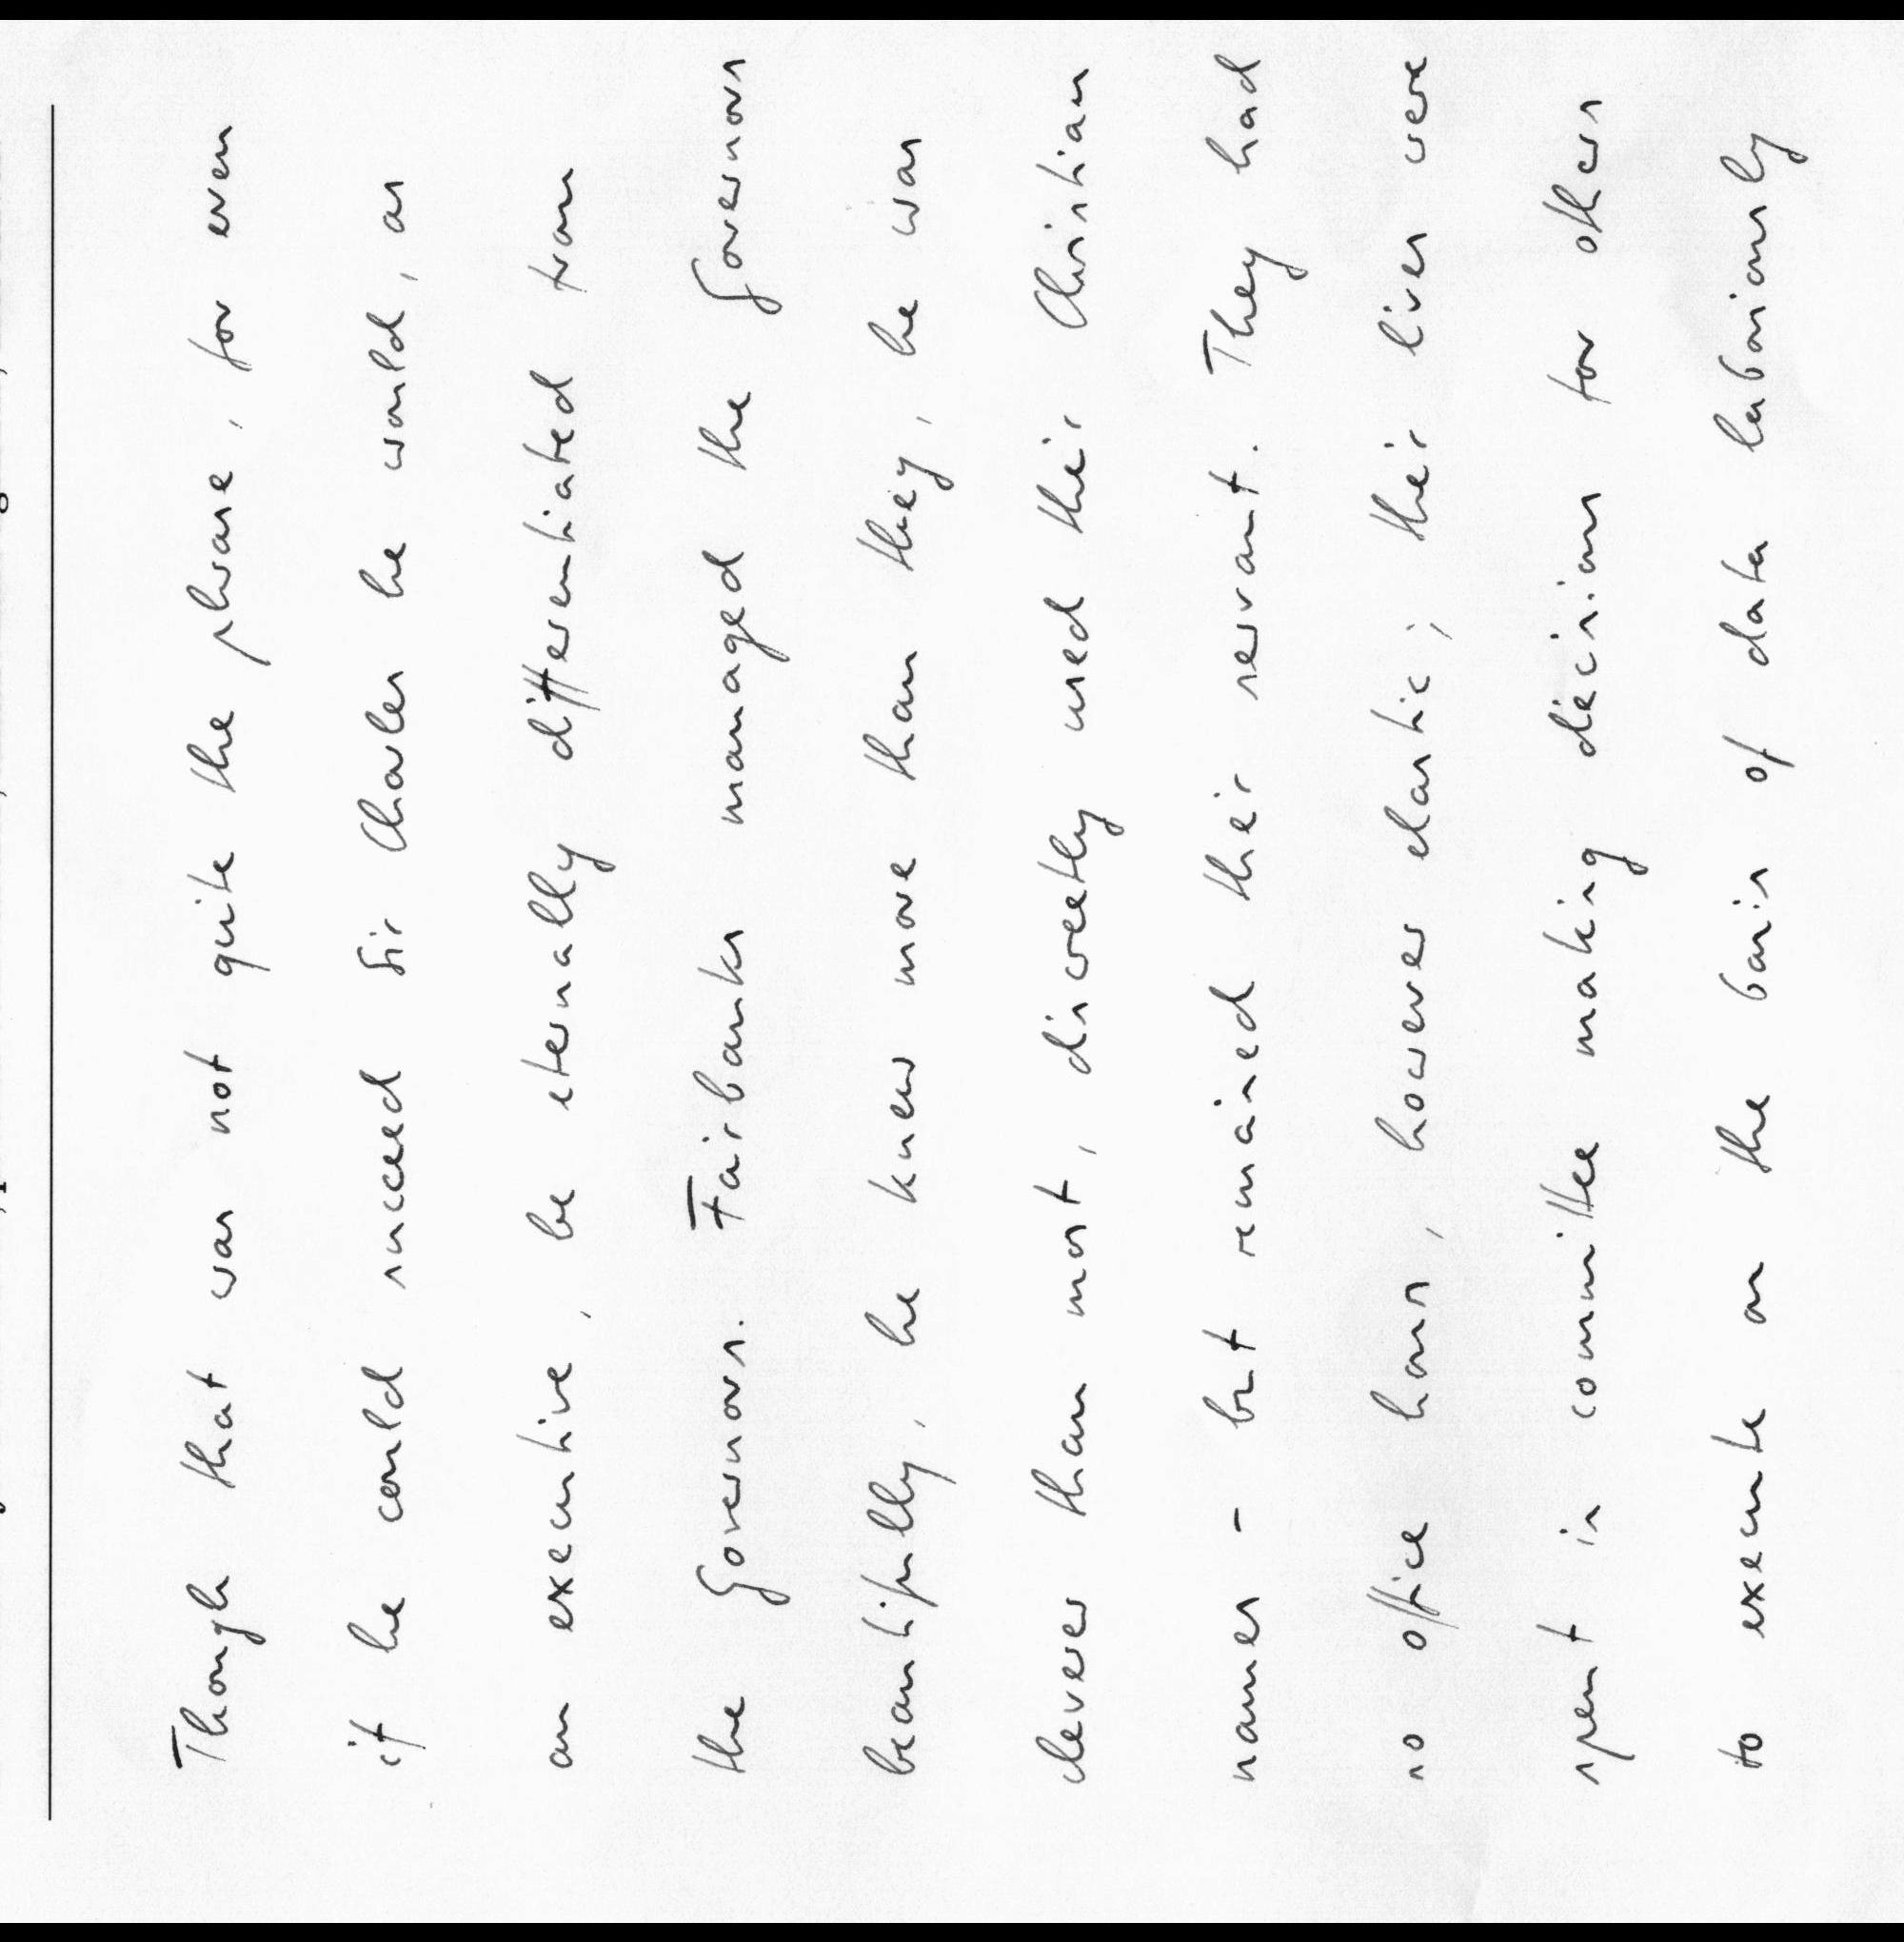 Though that was not quite the phrase, for even
if he could succeed Sir Charles he would, as
an executive, be eternally differentiated from
the Governors. Fairbanks managed the Governors
beautifully, he knew more than they, he was
clever than most, discreetly used their Christian
names - but remained their servant. They had
no office hours, however elastic; their lives were
spent in committee making decisions for others
to execute on the basis of data laboriously